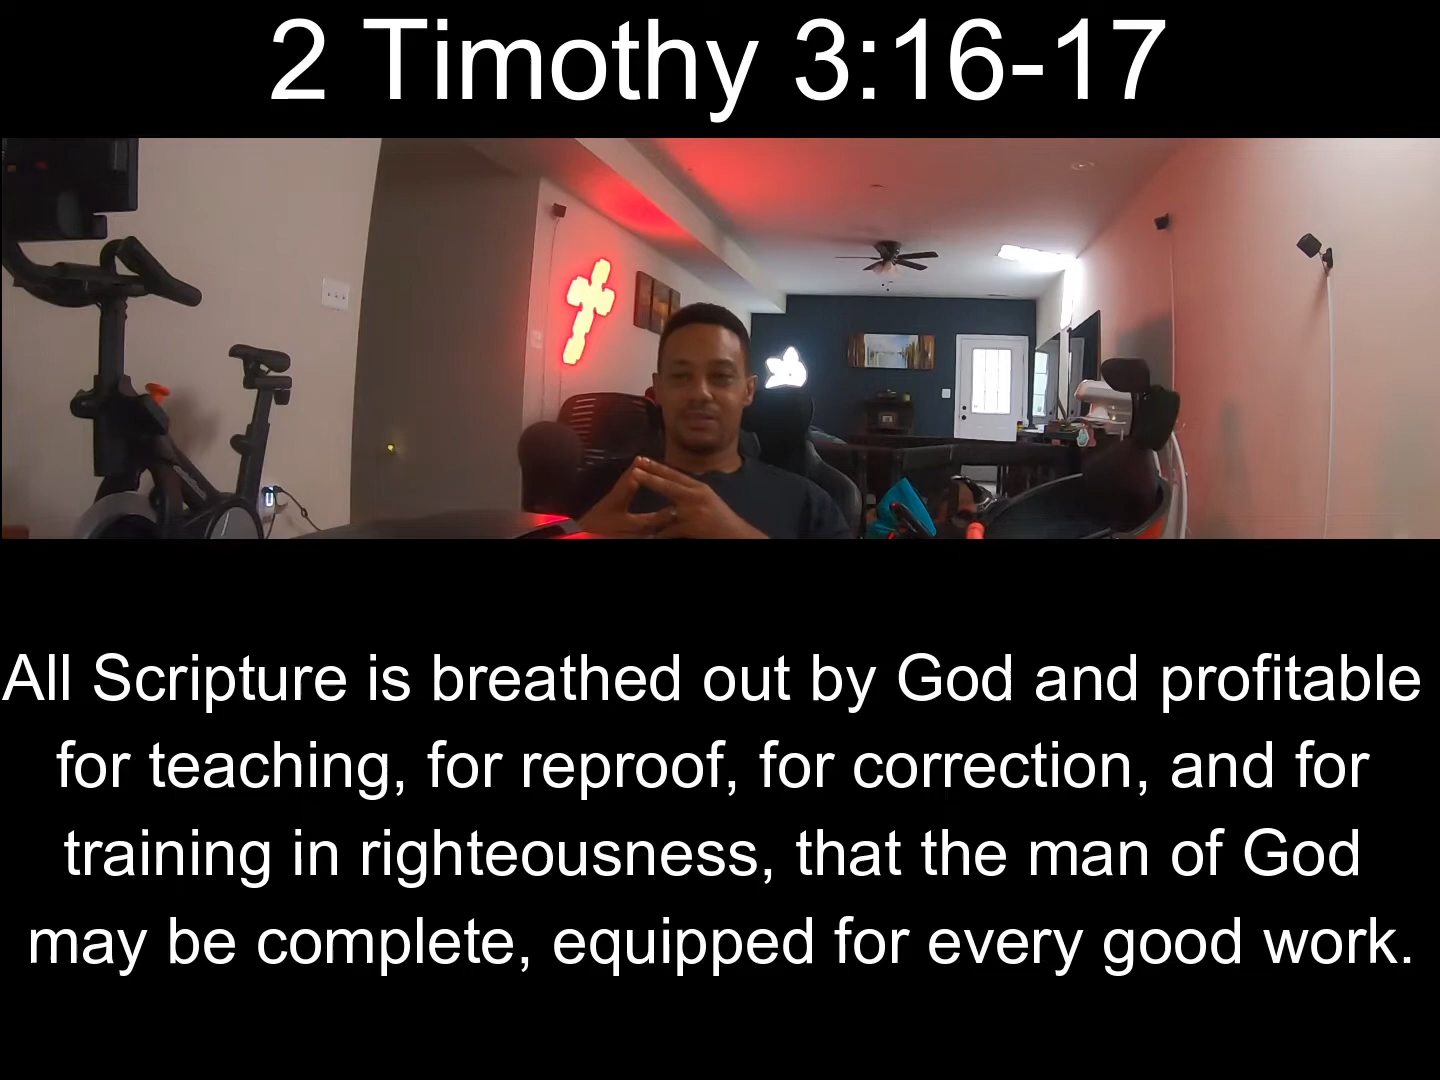 2 Timothy 3:16-17
All Scripture is breathed out by God and profitable
for teaching, for reproof, for correction, and for
training in righteousness, that the man of God
may be complete, equipped for every good work.